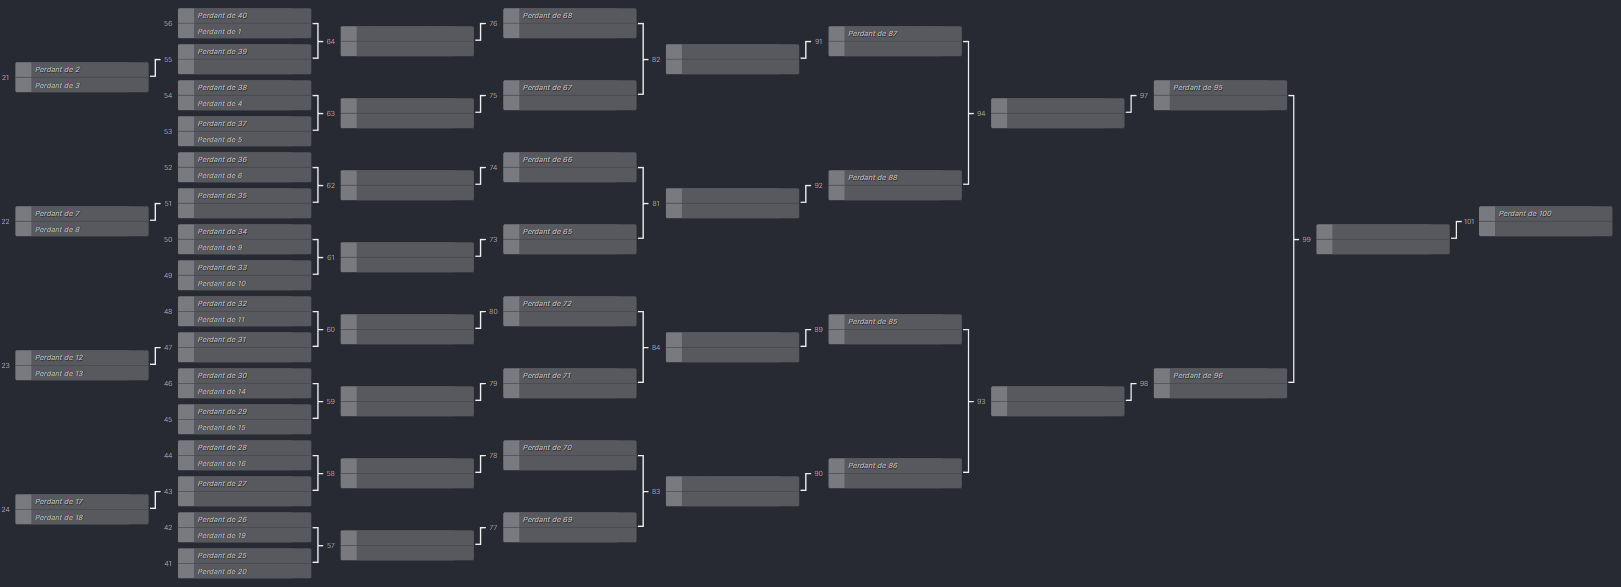 21
Perdant de 2
Perdant de 3
22
Perdant de 7
Perdant de 8
23
Perdant de 12
Perdant de 13
24
Perdant de 17
Perdant de 18
56
Perdant de 40
Perdant de 1
55
Perdant de 39
54
Perdant de 38
Perdant de 4
53
Perdant de 37
Perdant de 5
52
Perdant de 36
Perdant de 6
51
Perdant de 35
50
Perdant de 34
Perdant de 9
49
Perdant de 33
Perdant de 10
48
Perdant de 32
Perdant de 11
47
Perdant de 31
46
Perdant de 30
Perdant de 14
45
Perdant de 29
Perdant de 15
44
Perdant de 28
Perdant de 16
43
Perdant de 27
42
Perdant de 26
Perdant de 19
41
Perdant de 25
Perdant de 20
64
63
62
61
60
59
58
57
76
Perdant de 68
75
Perdant de 67
74
Perdant de 66
73
Perdant de 65
80
Perdant de 72
79
Perdant de 71
78
Perdant de 70
77
Perdant de 69
82
81
84
83
91
Perdant de 87
92
Perdant de 88
89
Perdant de 85
90
Perdant de 86
94
93
97
Perdant de 95
98
Perdant de 96
99
101
Perdant de 100